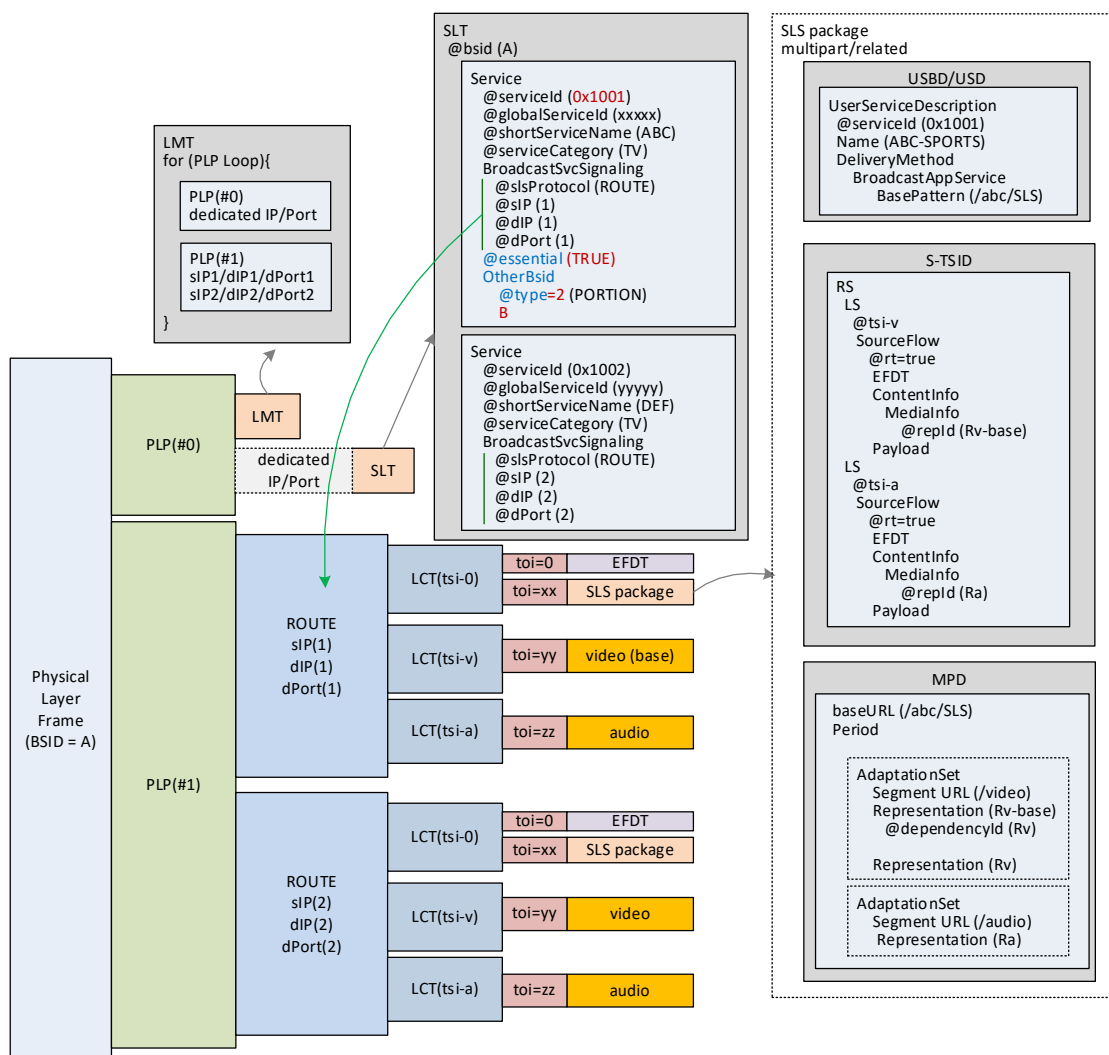 SLT
@bsid (A)
Service
@serviceId (0x1001)
@globalServiceId (xxxxx)
@shortServiceName (ABC)
@serviceCategory (TV)
BroadcastSvcSignaling
@slsProtocol (ROUTE)
@sIP (1)
@dIP (1)
@dPort (1)
@essential (TRUE)
OtherBsid
@type=2 (PORTION)
B
Service
@serviceId (0x1002)
@globalServiceId (yyyyy)
@shortServiceName (DEF)
@serviceCategory (TV)
BroadcastSvcSignaling
@slsProtocol (ROUTE)
@sIP (2)
@dIP (2)
@dPort (2)
LMT
for (PLP Loop){
PLP(#0)
dedicated IP/Port
PLP(#1)
sIP1/dIP1/dPort1
sIP2/dIP2/dPort2
}
Physical
Layer
Frame
(BSID = A)
PLP(#0)
LMT
dedicated
IP/Port
SLT
PLP(#1)
ROUTE
sIP(1)
dIP(1)
dPort(1)
LCT(tsi-0)
toi=0
EFDT
toi=xx
SLS package
LCT(tsi-v)
toi=yy
video (base)
LCT(tsi-a)
toi=zz
audio
ROUTE
sIP(2)
dIP(2)
dPort(2)
LCT(tsi-0)
toi=0
EFDT
toi=xx
SLS package
LCT(tsi-v)
toi=yy
video
LCT(tsi-a)
toi=zz
audio
SLS package
multipart/related
USBD/USD
UserServiceDescription
@serviceId (0x1001)
Name (ABC-SPORTS)
DeliveryMethod
BroadcastAppService
BasePattern (/abc/SLS)
S-TSID
RS
LS
@tsi-v
SourceFlow
@rt=true
EFDT
ContentInfo
MediaInfo
@repId (Rv-base)
Payload
LS
@tsi-a
SourceFlow
@rt=true
EFDT
ContentInfo
MediaInfo
@repId (Ra)
Payload
MPD
baseURL (/abc/SLS)
Period
AdaptationSet
Segment URL (/video)
Representation (Rv-base)
@dependencyId (Rv)
Representation (Rv)
AdaptationSet
Segment URL (/audio)
Representation (Ra)